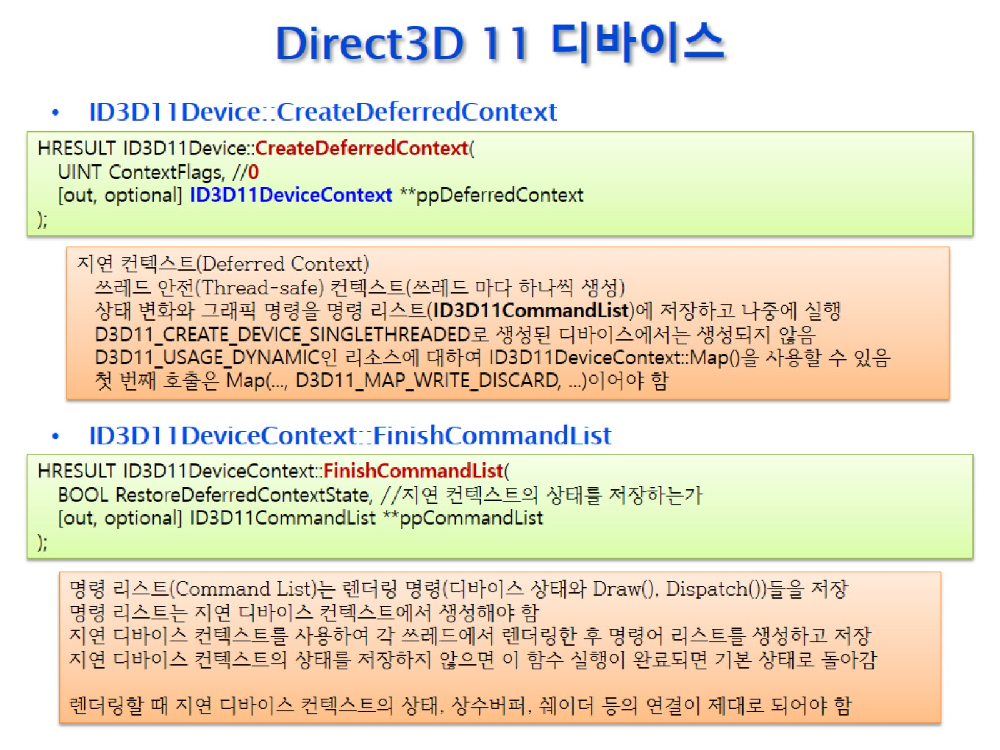 Direct3D 11 디바이스
• ID3D11Device::CreateDeferredContext
HRESULT ID3D11Device::CreateDeferredContext(
UINT ContextFlags, //0
[out, optional] ID3D11DeviceContext **ppDeferredContext
);
지연 컨텍스트(Deferred Context)
쓰레드 안전(Thread-safe) 컨텍스트(쓰레드 마다 하나씩 생성)
상태 변화와 그래픽 명령을 명령 리스트(ID3D11CommandList)에 저장하고 나중에 실행
D3D11_CREATE_DEVICE_SINGLETHREADED로 생성된 디바이스에서는 생성되지 않음
D3D11_USAGE_DYNAMIC인 리소스에 대하여 ID3D11DeviceContext::Map()을 사용할 수 있음
첫 번째 호출은 Map(..., D3D11_MAP_WRITE_DISCARD, ...)이어야 함
• ID3D11DeviceContext::FinishCommandList
HRESULT ID3D11DeviceContext::FinishCommandList(
BOOL RestoreDeferredContextState, //지연 컨텍스트의 상태를 저장하는가
[out, optional] ID3D11CommandList **ppCommandList
);
명령 리스트(Command List)는 렌더링 명령(디바이스 상태와 Draw(), Dispatch())들을 저장
명령 리스트는 지연 디바이스 컨텍스트에서 생성해야 함
지연 디바이스 컨텍스트를 사용하여 각 쓰레드에서 렌더링한 후 명령어 리스트를 생성하고 저장
지연 디바이스 컨텍스트의 상태를 저장하지 않으면 이 함수 실행이 완료되면 기본 상태로 돌아감
렌더링할 때 지연 디바이스 컨텍스트의 상태, 상수버퍼, 쉐이더 등의 연결이 제대로 되어야 함